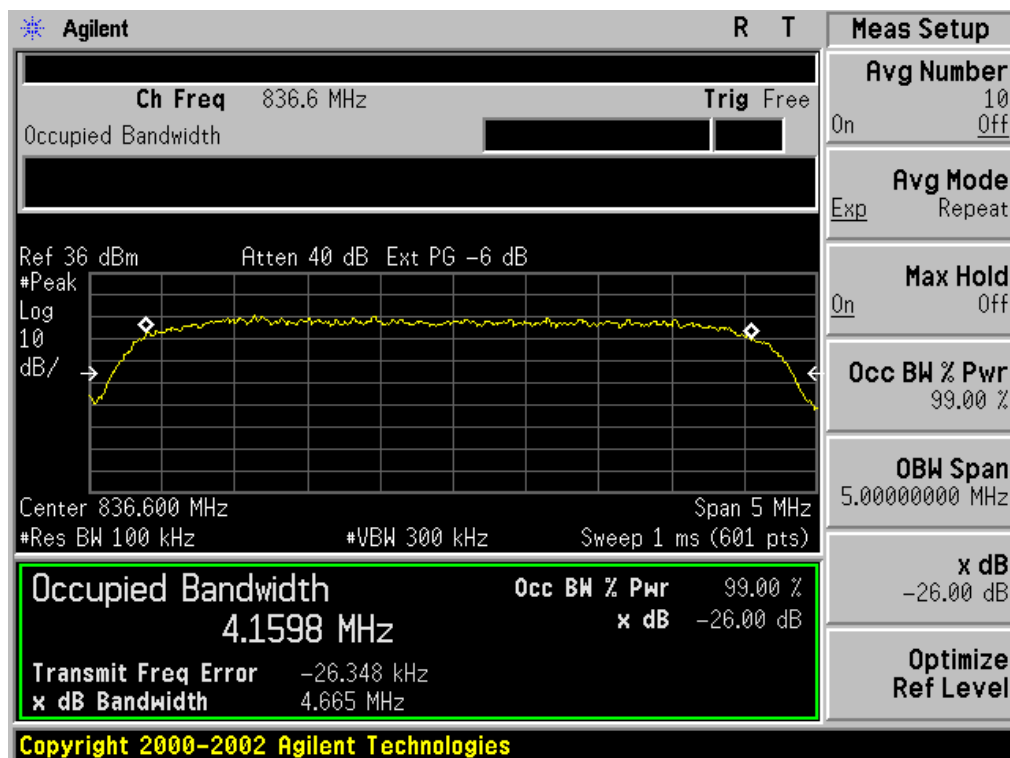 Agilent R T
Ch Freq 836.6 MHz Trig Free
Occupied Bandwidth
Ref 36 dBm Atten 40 dB Ext PG -6 dB
#Peak
Log
10
dB/
Center 836.600 MHz Span 5 MHz
#Res BW 100 kHz #VBW 300 kHz Sweep 1 ms (601 pts)
Occupied Bandwidth Occ BW % Pwr 99.00 %
4.1598 MHz x dB -26.00 dB
Transmit Freq Error -26.348 kHz
x dB Bandwidth 4.665 MHz
Copyright 2000-2002 Agilent Technologies
Meas Setup
Avg Number
10
On Off
Avg Mode
Exp Repeat
Max Hold
On Off
Occ BW % Pwr
99.00 %
OBW Span
5.00000000 MHz
x dB
-26.00 dB
Optimize
Ref Level